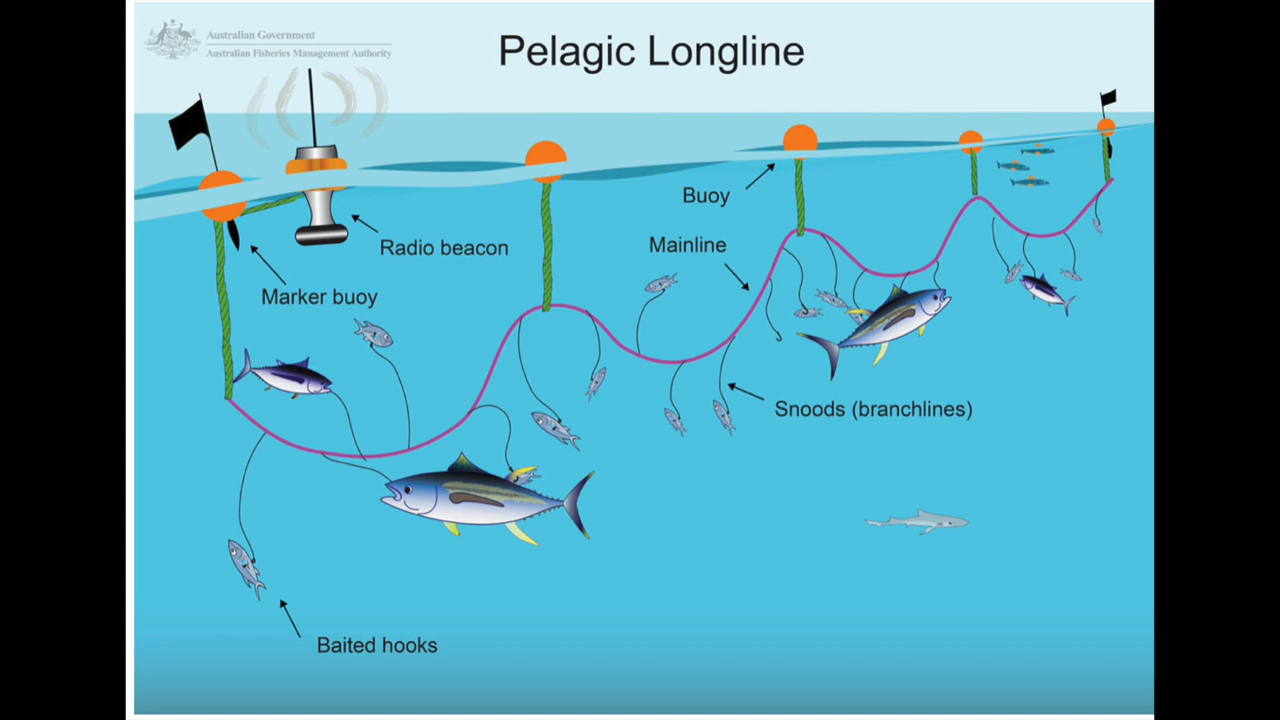 Australian Government
Australian Fisheries Management Authority
Pelagic Longline
Buoy
Radio beacon
Mainline
Marker buoy
Snoods (branchlines)
Baited hooks